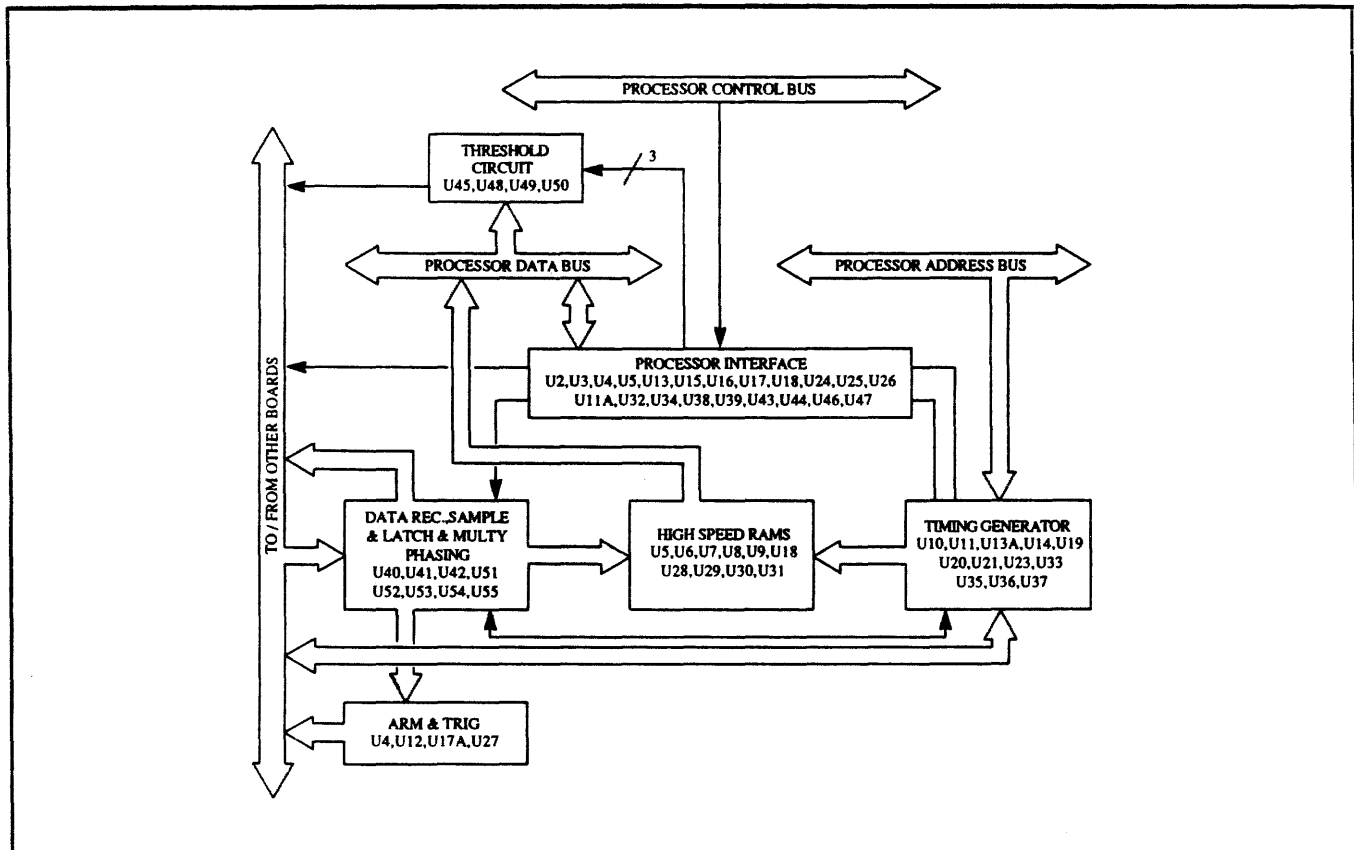 PROCESSOR CONTROL BUS
THRESHOLD
CIRCUIT
U45,U48,U49,U50
3
PROCESSOR DATA BUS
PROCESSOR ADDRESS BUS
TO / FROM OTHER BOARDS
PROCESSOR INTERFACE
U2,U3,U4,U5,U13,U15,U16,U17,U18,U24,U25,U26
U11A,U32,U34,U38,U39,U43,U44,U46,U47
DATA REC.,SAMPLE
& LATCH & MULTY
PHASING
U40,U41,U42,U51
U52,U53,U54,U55
HIGH SPEED RAMS
U5,U6,U7,U8,U9,U18
U28,U29,U30,U31
TIMING GENERATOR
U10,U11,U13A,U14,U19
U20,U21,U23,U33
U35,U36,U37
ARM & TRIG
U4,U12,U17A,U27